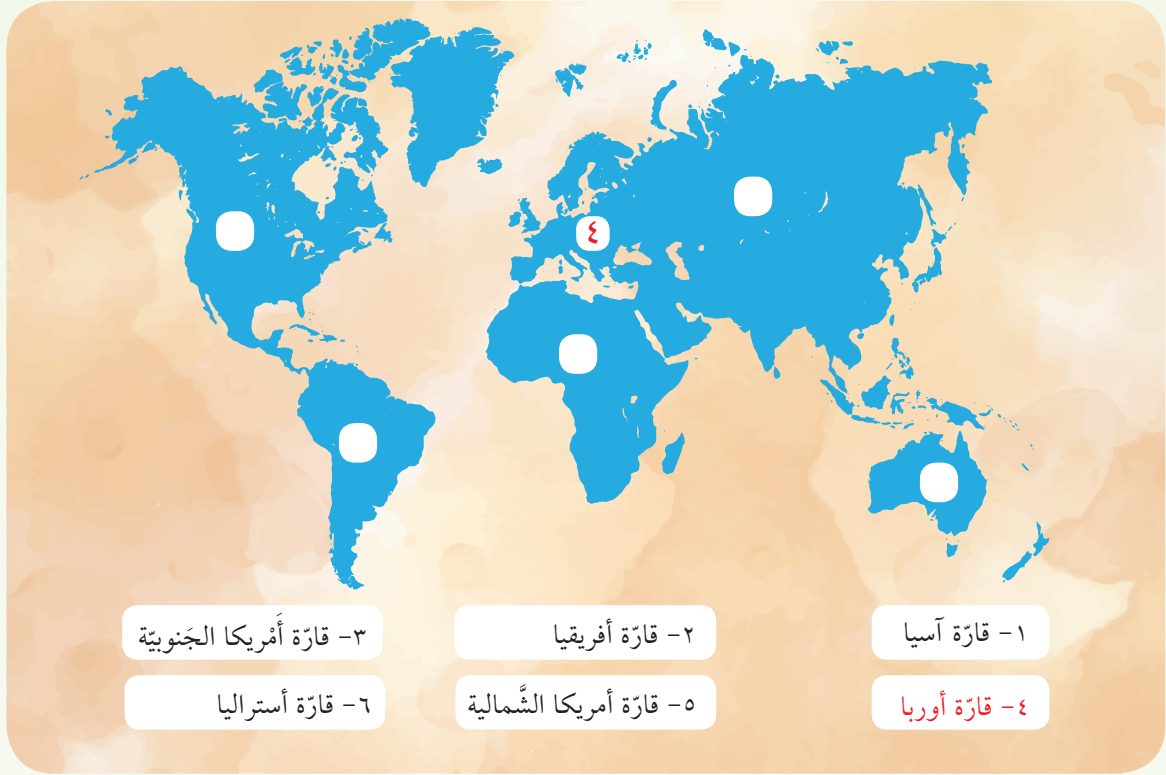 ٤
١- قارّة آسيا
٢- قارّة أفريقيا
٣- قارّة أَمْريكا الجَنوبيّة
٤- قارّة أوربا
٥- قارّة أمريكا الشَّمالية
٦- قارّة أستراليا